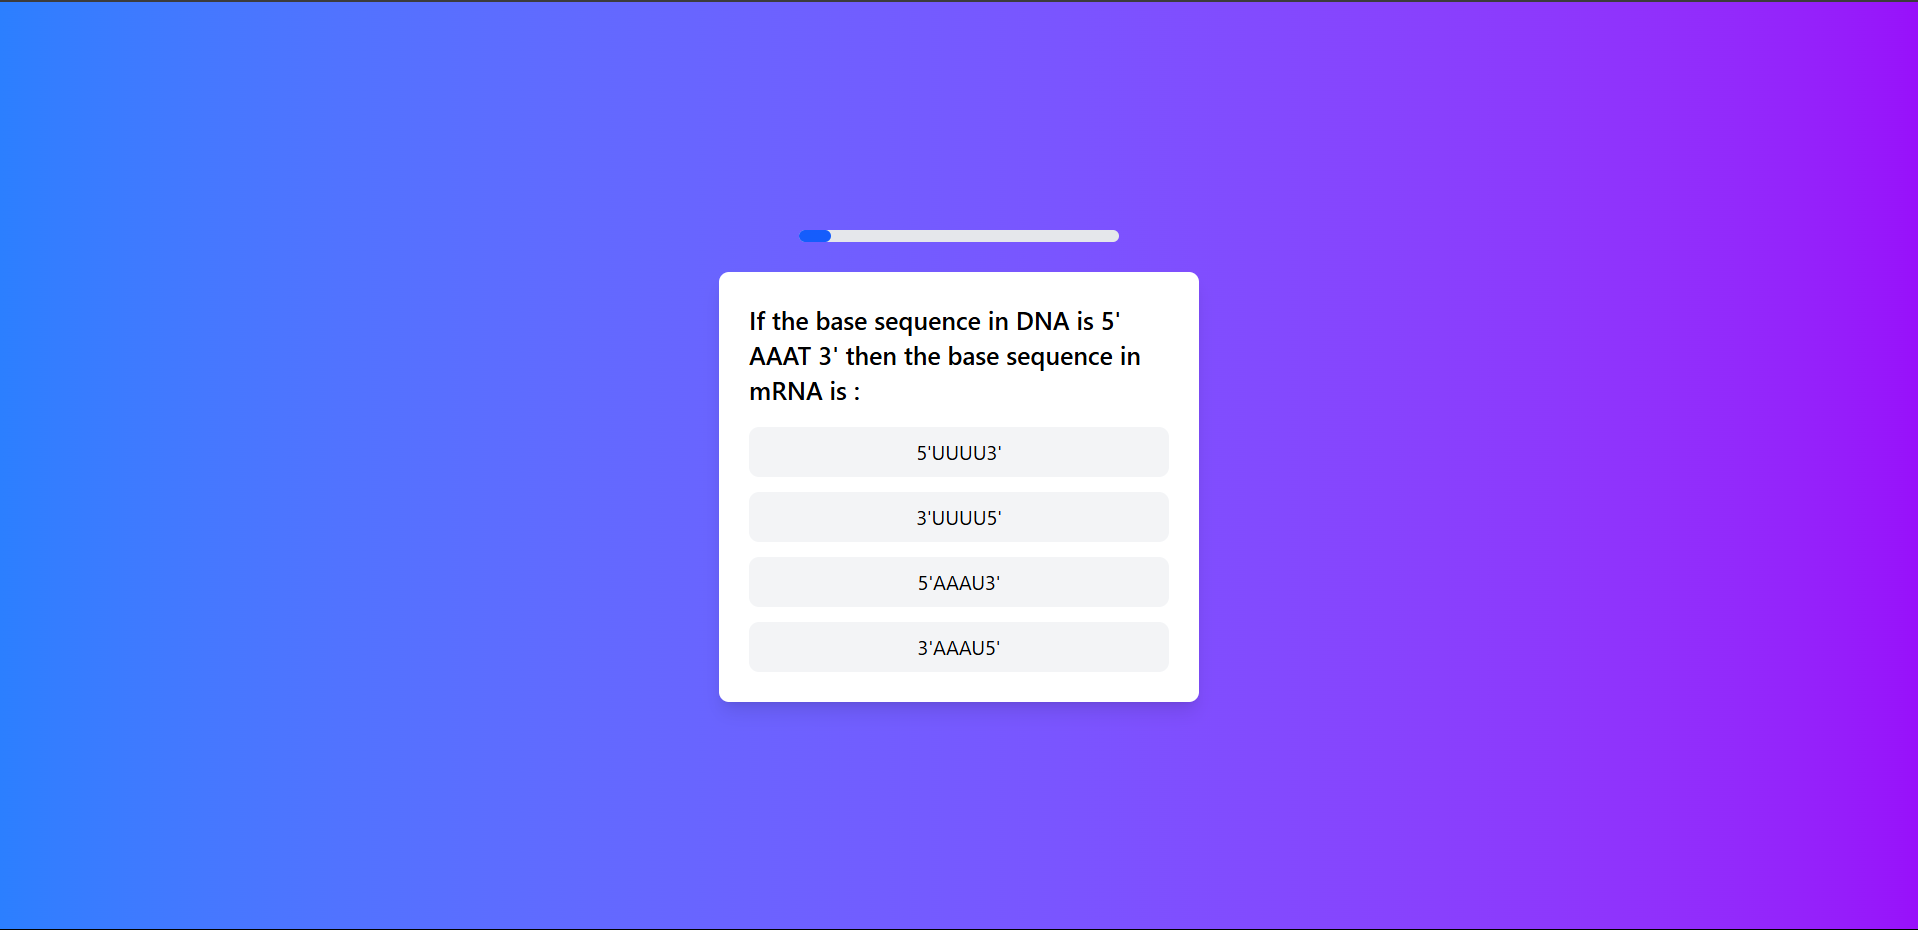 If the base sequence in DNA is 5'
AAAT 3' then the base sequence in
mRNA is :
5'UUUU3'
3'UUUU5'
5'AAAU3'
3'AAAU5'